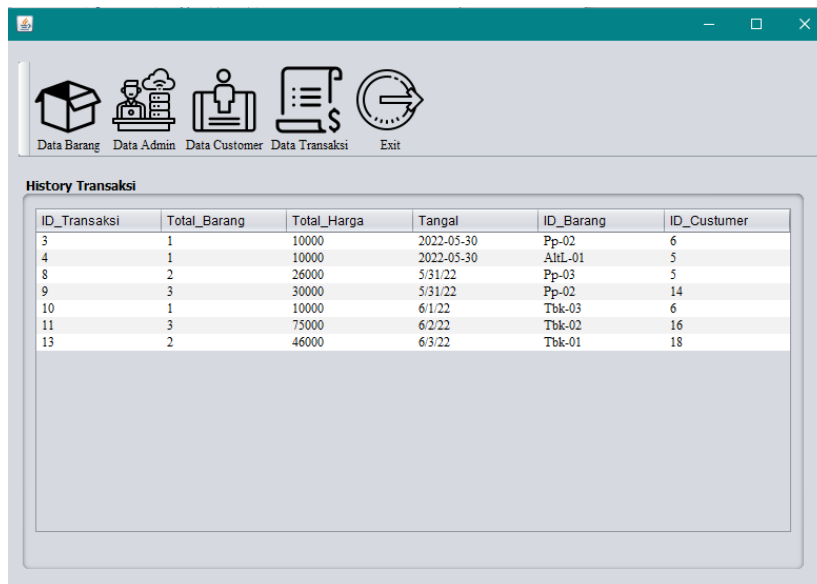 Data Barang Data Admin Data Customer Data Transaksi Exit
History Transaksi
ID_Transaksi Total_Barang Total_Harga Tangal ID_Barang ID_Custumer
3 1 10000 2022-05-30 Pp-02 6
4 1 10000 2022-05-30 AltL-01 5
8 2 26000 5/31/22 Pp-03 5
9 3 30000 5/31/22 Pp-02 14
10 1 10000 6/1/22 Tbk-03 6
11 3 75000 6/2/22 Tbk-02 16
13 2 46000 6/3/22 Tbk-01 18